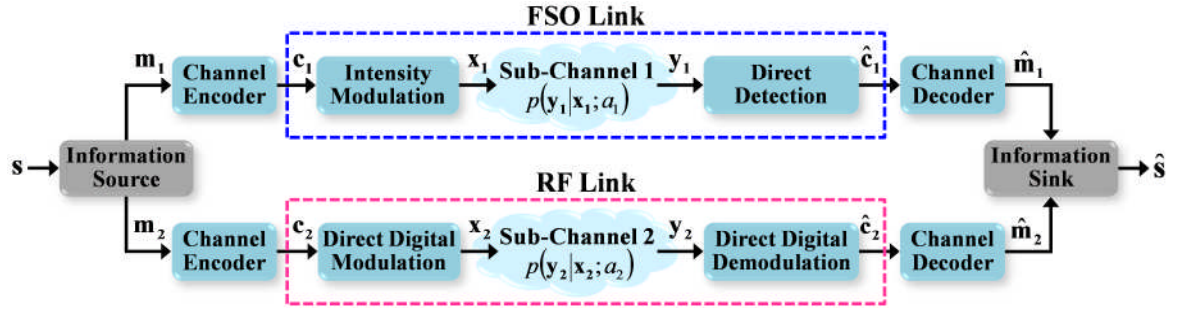 FSO Link
m₁
Channel
Encoder
c₁
Intensity
Modulation
x₁
Sub-Channel 1
p(y₁|x₁;a₁)
y₁
Direct
Detection
ĉ₁
Channel
Decoder
m̂₁
s
Information
Source
Information
Sink
ŝ
RF Link
m₂
Channel
Encoder
c₂
Direct Digital
Modulation
x₂
Sub-Channel 2
p(y₂|x₂;a₂)
y₂
Direct Digital
Demodulation
ĉ₂
Channel
Decoder
m̂₂